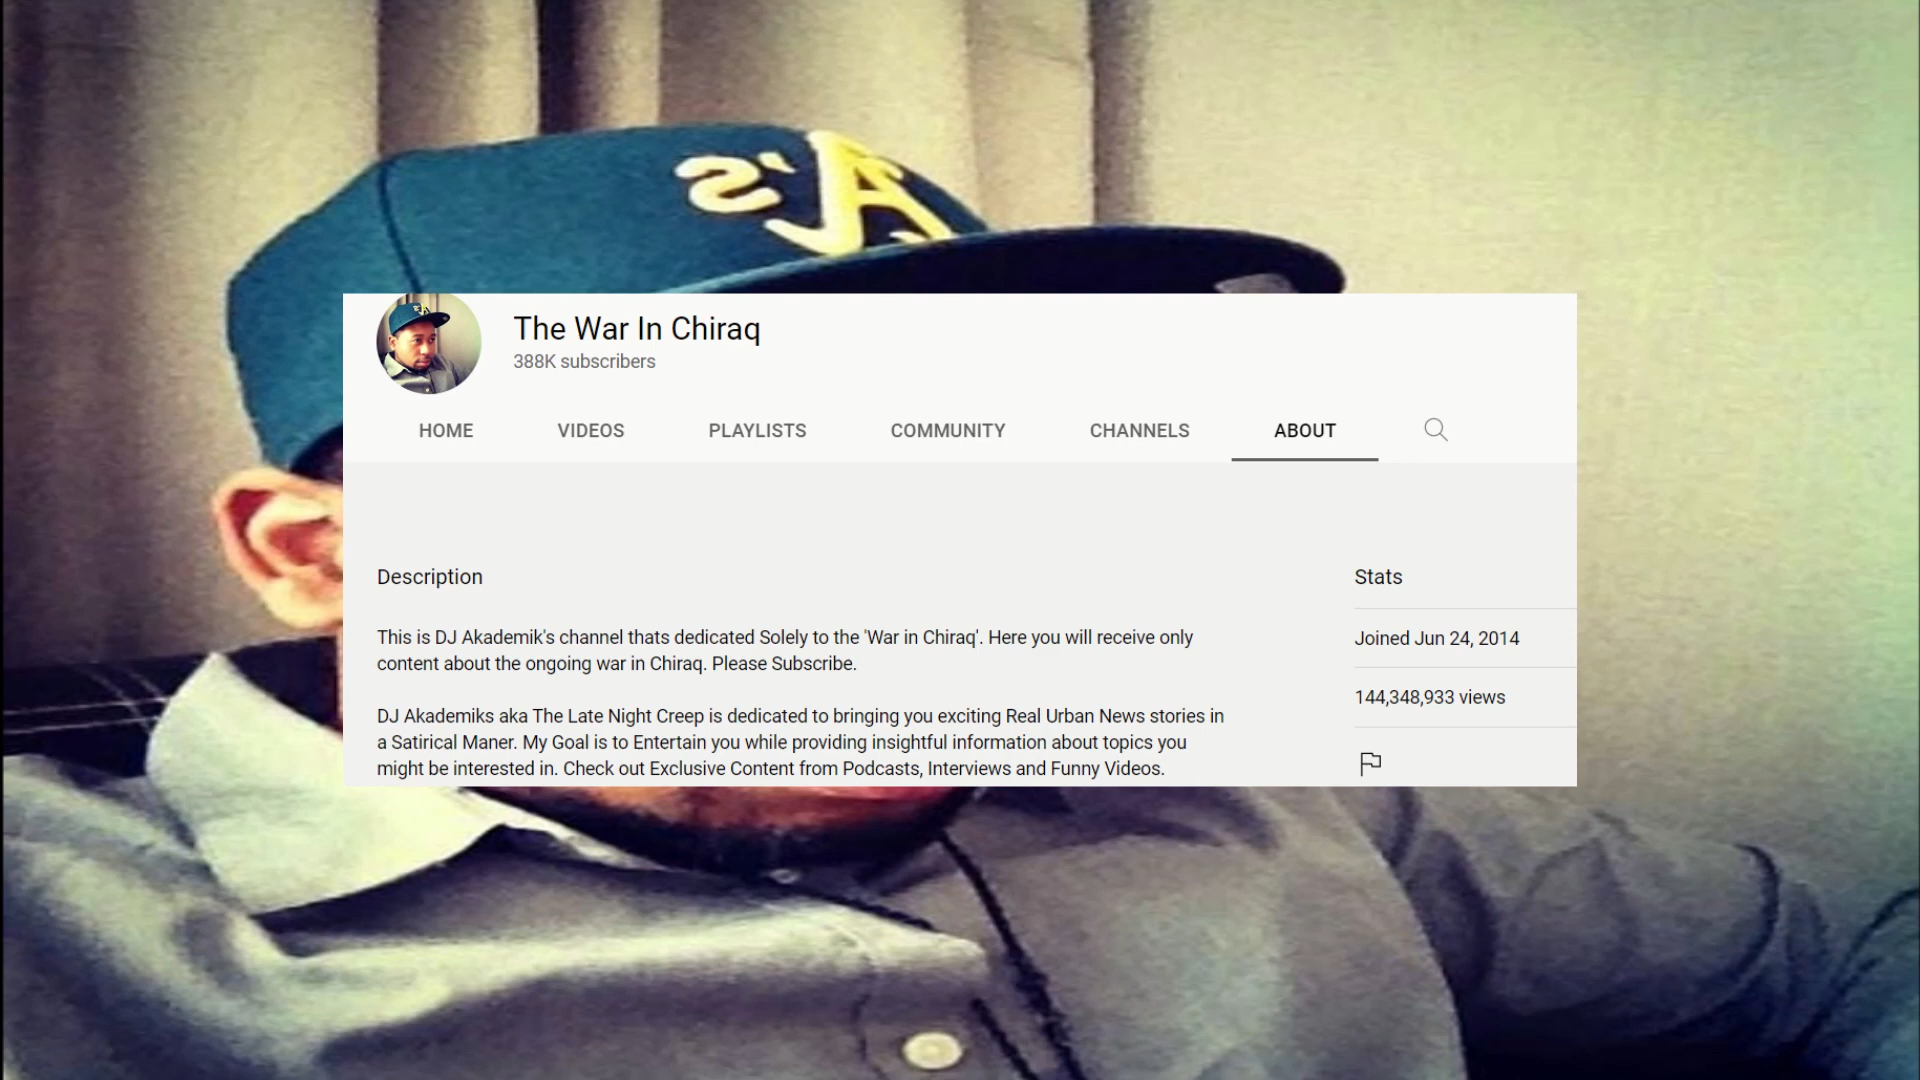 A's
The War In Chiraq
388K subscribers
HOME VIDEOS PLAYLISTS COMMUNITY CHANNELS ABOUT
Description
This is DJ Akademik's channel thats dedicated Solely to the 'War in Chiraq'. Here you will receive only
content about the ongoing war in Chiraq. Please Subscribe.
DJ Akademiks aka The Late Night Creep is dedicated to bringing you exciting Real Urban News stories in
a Satirical Maner. My Goal is to Entertain you while providing insightful information about topics you
might be interested in. Check out Exclusive Content from Podcasts, Interviews and Funny Videos.
Stats
Joined Jun 24, 2014
144,348,933 views